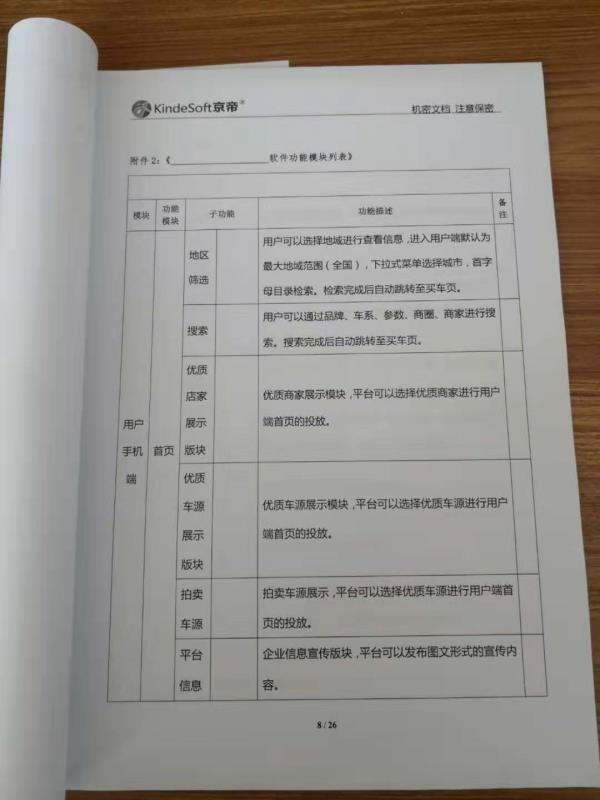 KindeSoft京帝®
机密文档 注意保密
附件 2:《____________________软件功能模块列表》
模块
功能
模块
子功能
功能描述
备
注
用户
手机
端
首页
地区
筛选
用户可以选择地域进行查看信息,进入用户端默认为
最大地域范围(全国),下拉式菜单选择城市,首字
母目录检索。检索完成后自动跳转至买车页。
搜索
用户可以通过品牌、车系、参数、商圈、商家进行搜
索。搜索完成后自动跳转至买车页。
优质
店家
展示
版块
优质商家展示模块,平台可以选择优质商家进行用户
端首页的投放。
优质
车源
展示
版块
优质车源展示模块,平台可以选择优质车源进行用户
端首页的投放。
拍卖
车源
拍卖车源展示,平台可以选择优质车源进行用户端首
页的投放。
平台
信息
企业信息宣传版块,平台可以发布图文形式的宣传内
容。
8 / 26